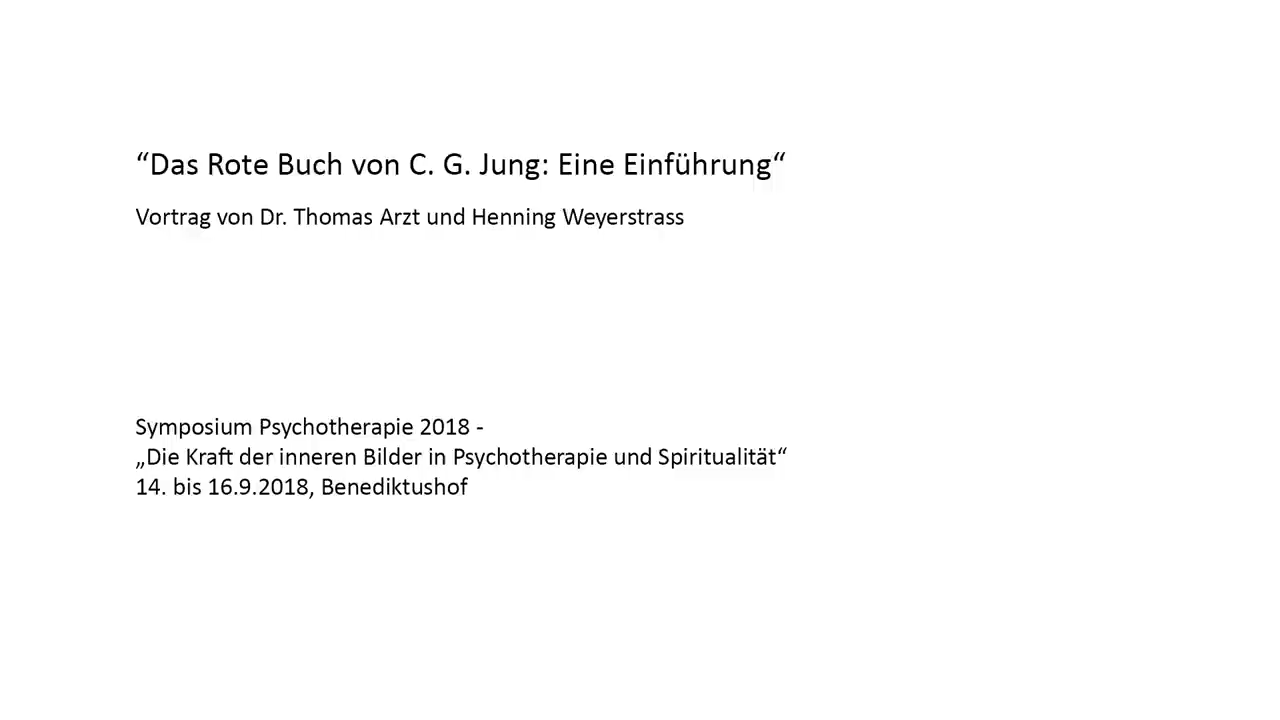 “Das Rote Buch von C. G. Jung: Eine Einführung“
Vortrag von Dr. Thomas Arzt und Henning Weyerstrass
Symposium Psychotherapie 2018 -
„Die Kraft der inneren Bilder in Psychotherapie und Spiritualität“
14. bis 16.9.2018, Benediktushof